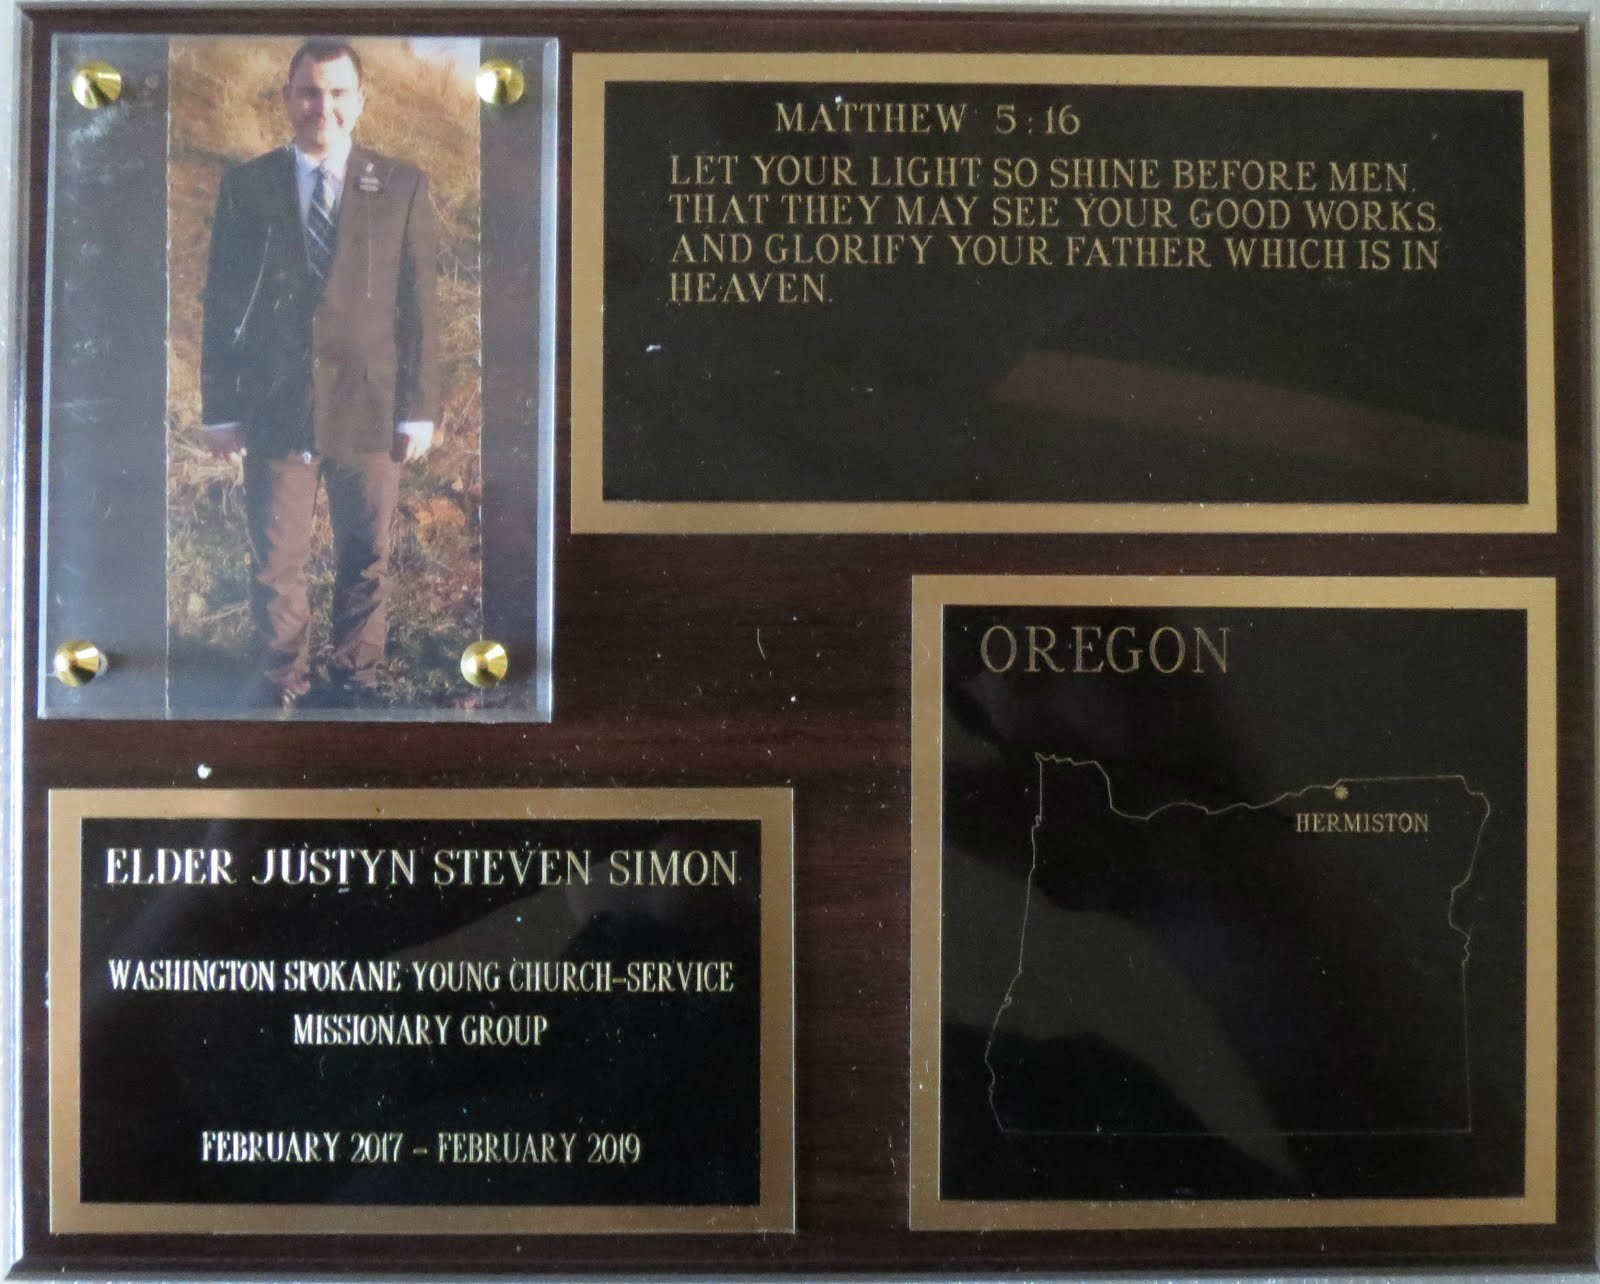 MATTHEW 5:16
LET YOUR LIGHT SO SHINE BEFORE MEN,
THAT THEY MAY SEE YOUR GOOD WORKS,
AND GLORIFY YOUR FATHER WHICH IS IN
HEAVEN.
OREGON
HERMISTON
ELDER JUSTYN STEVEN SIMON
WASHINGTON SPOKANE YOUNG CHURCH-SERVICE
MISSIONARY GROUP
FEBRUARY 2017 - FEBRUARY 2019